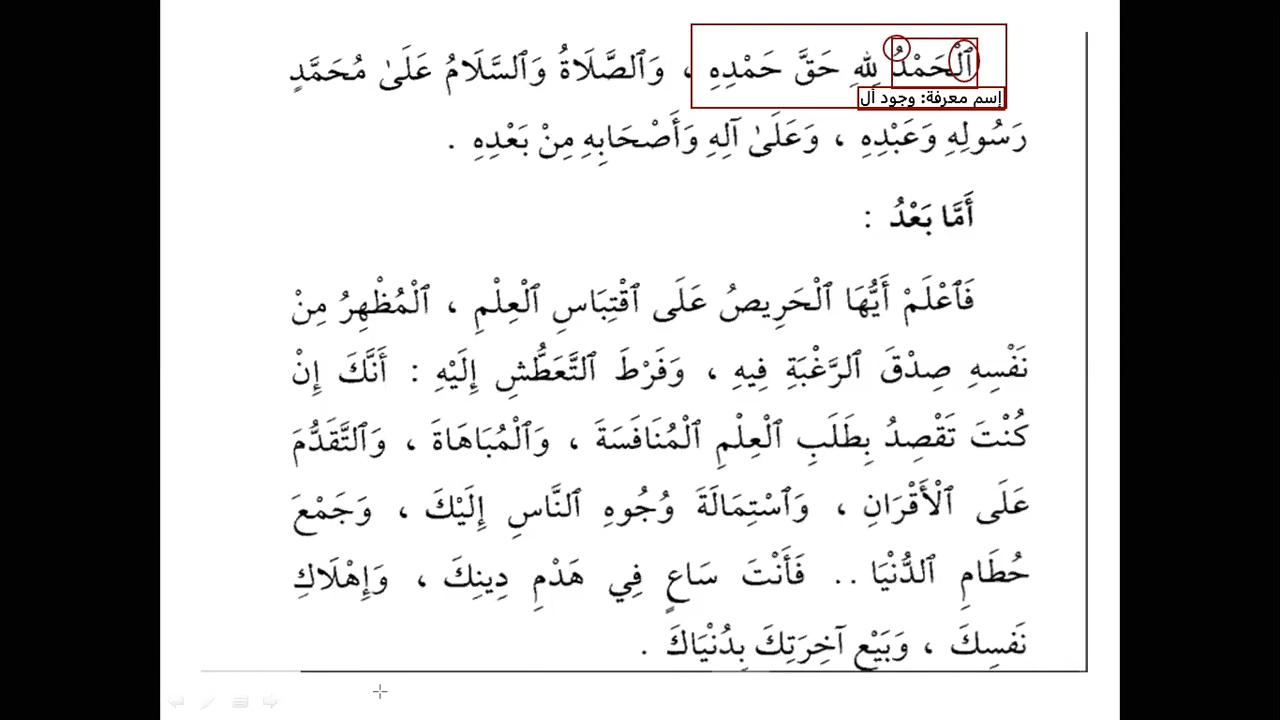 ٱلْحَمْدُ لِلهِ حَقَّ حَمْدِهِ ، وَٱلصَّلَاةُ وَٱلسَّلَامُ عَلَىٰ مُحَمَّدٍ
إسم معرفة: وجود أل
رَسُولِهِ وَعَبْدِهِ ، وَعَلَىٰ آلِهِ وَأَصْحَابِهِ مِنْ بَعْدِهِ .
أَمَّا بَعْدُ :
فَٱعْلَمْ أَيُّهَا ٱلْحَرِيصُ عَلَى ٱقْتِبَاسِ ٱلْعِلْمِ ، ٱلْمُظْهِرُ مِنْ
نَفْسِهِ صِدْقَ ٱلرَّغْبَةِ فِيهِ ، وَفَرْطَ ٱلتَّعَطُّشِ إِلَيْهِ : أَنَّكَ إِنْ
كُنْتَ تَقْصِدُ بِطَلَبِ ٱلْعِلْمِ ٱلْمُنَافَسَةَ ، وَٱلْمُبَاهَاةَ ، وَٱلتَّقَدُّمَ
عَلَى ٱلْأَقْرَانِ ، وَٱسْتِمَالَةَ وُجُوهِ ٱلنَّاسِ إِلَيْكَ ، وَجَمْعَ
حُطَامِ ٱلدُّنْيَا .. فَأَنْتَ سَاعٍ فِي هَدْمِ دِينِكَ ، وَإِهْلَاكِ
نَفسِكَ ، وَبَيْعِ آخِرَتِكَ بِدُنْيَاكَ .